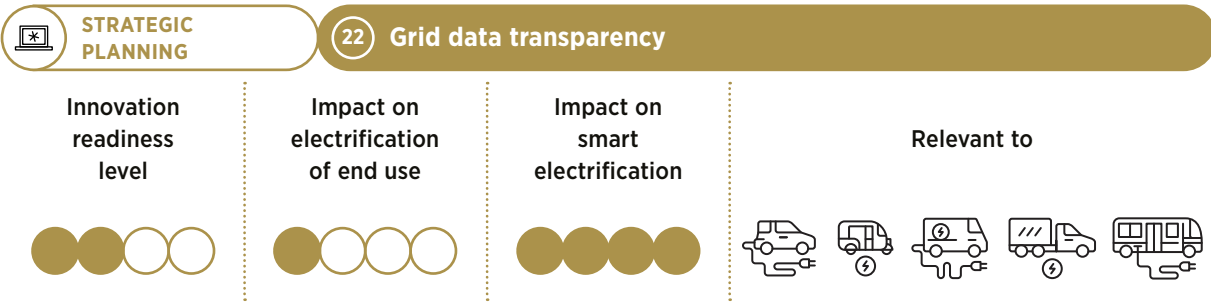 STRATEGIC
PLANNING
22 Grid data transparency
Innovation
readiness
level
Impact on
electrification
of end use
Impact on
smart
electrification
Relevant to